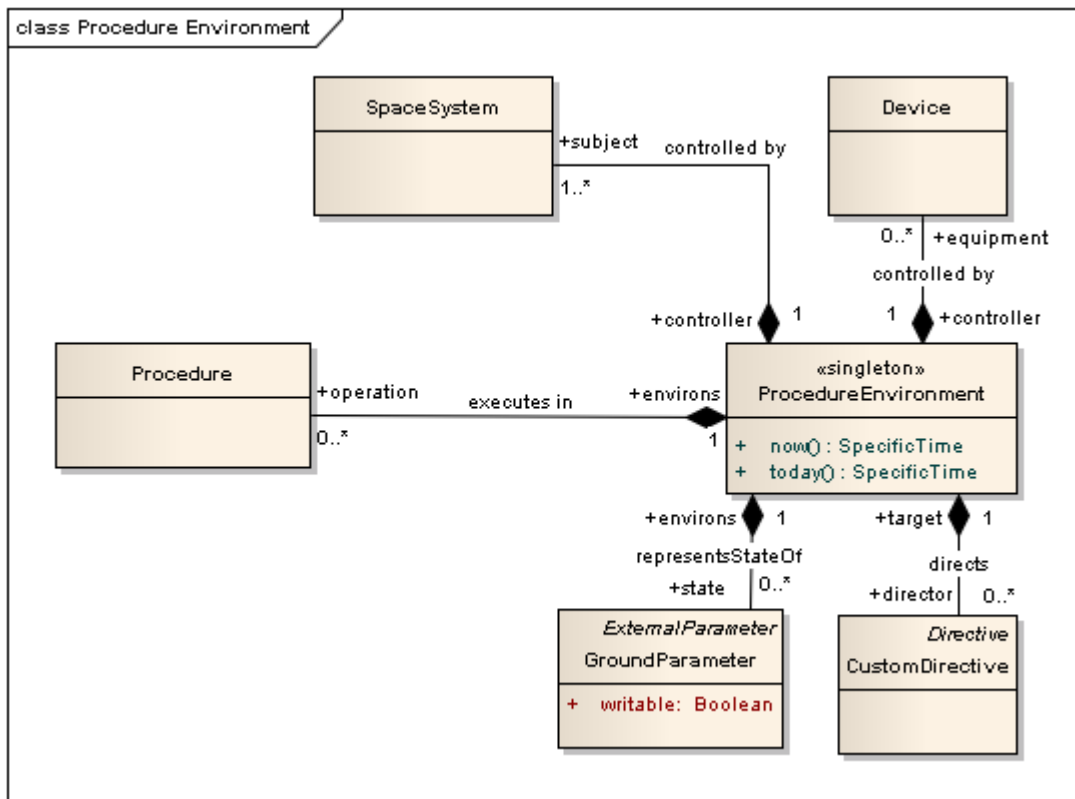 class Procedure Environment
SpaceSystem
Device
+subject
controlled by
1..*
0..*
+equipment
controlled by
+controller
1
1
+controller
Procedure
+operation
executes in
+environs
0..*
1
«singleton»
ProcedureEnvironment
+ now() : SpecificTime
+ today() : SpecificTime
+environs
1
+target
1
representsStateOf
directs
+state
0..*
+director
0..*
ExternalParameter
GroundParameter
+ writable: Boolean
Directive
CustomDirective